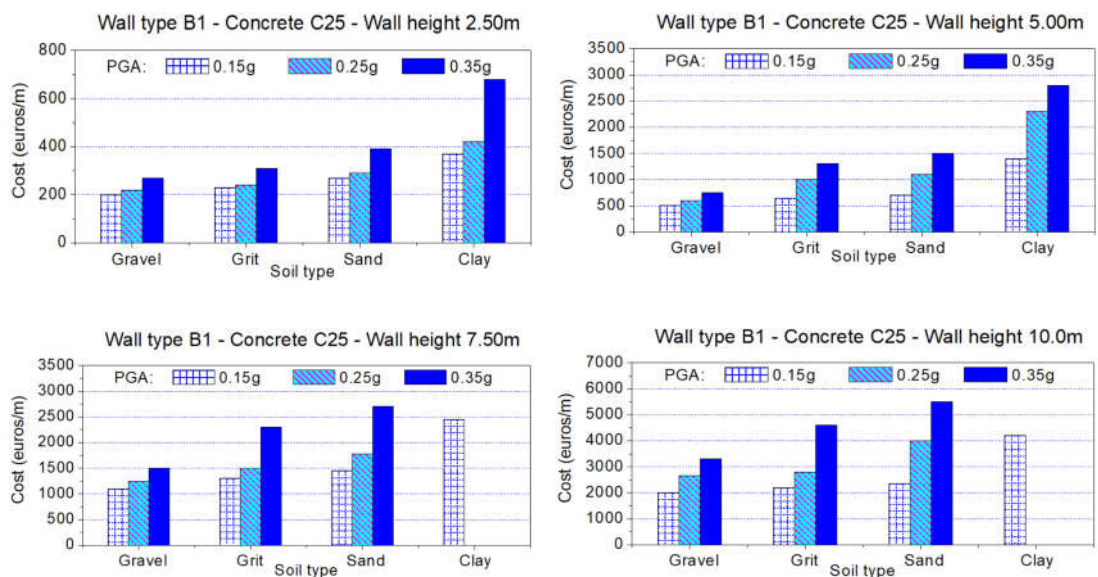 Wall type B1 - Concrete C25 - Wall height 2.50m
PGA: 0.15g 0.25g 0.35g
Cost (euros/m)
800
600
400
200
0
Gravel Grit Sand Clay
Soil type
Wall type B1 - Concrete C25 - Wall height 5.00m
PGA: 0.15g 0.25g 0.35g
Cost (euros/m)
3500
3000
2500
2000
1500
1000
500
0
Gravel Grit Sand Clay
Soil type
Wall type B1 - Concrete C25 - Wall height 7.50m
PGA: 0.15g 0.25g 0.35g
Cost (euros/m)
3500
3000
2500
2000
1500
1000
500
0
Gravel Grit Sand Clay
Soil type
Wall type B1 - Concrete C25 - Wall height 10.0m
PGA: 0.15g 0.25g 0.35g
Cost (euros/m)
7000
6000
5000
4000
3000
2000
1000
0
Gravel Grit Sand Clay
Soil type